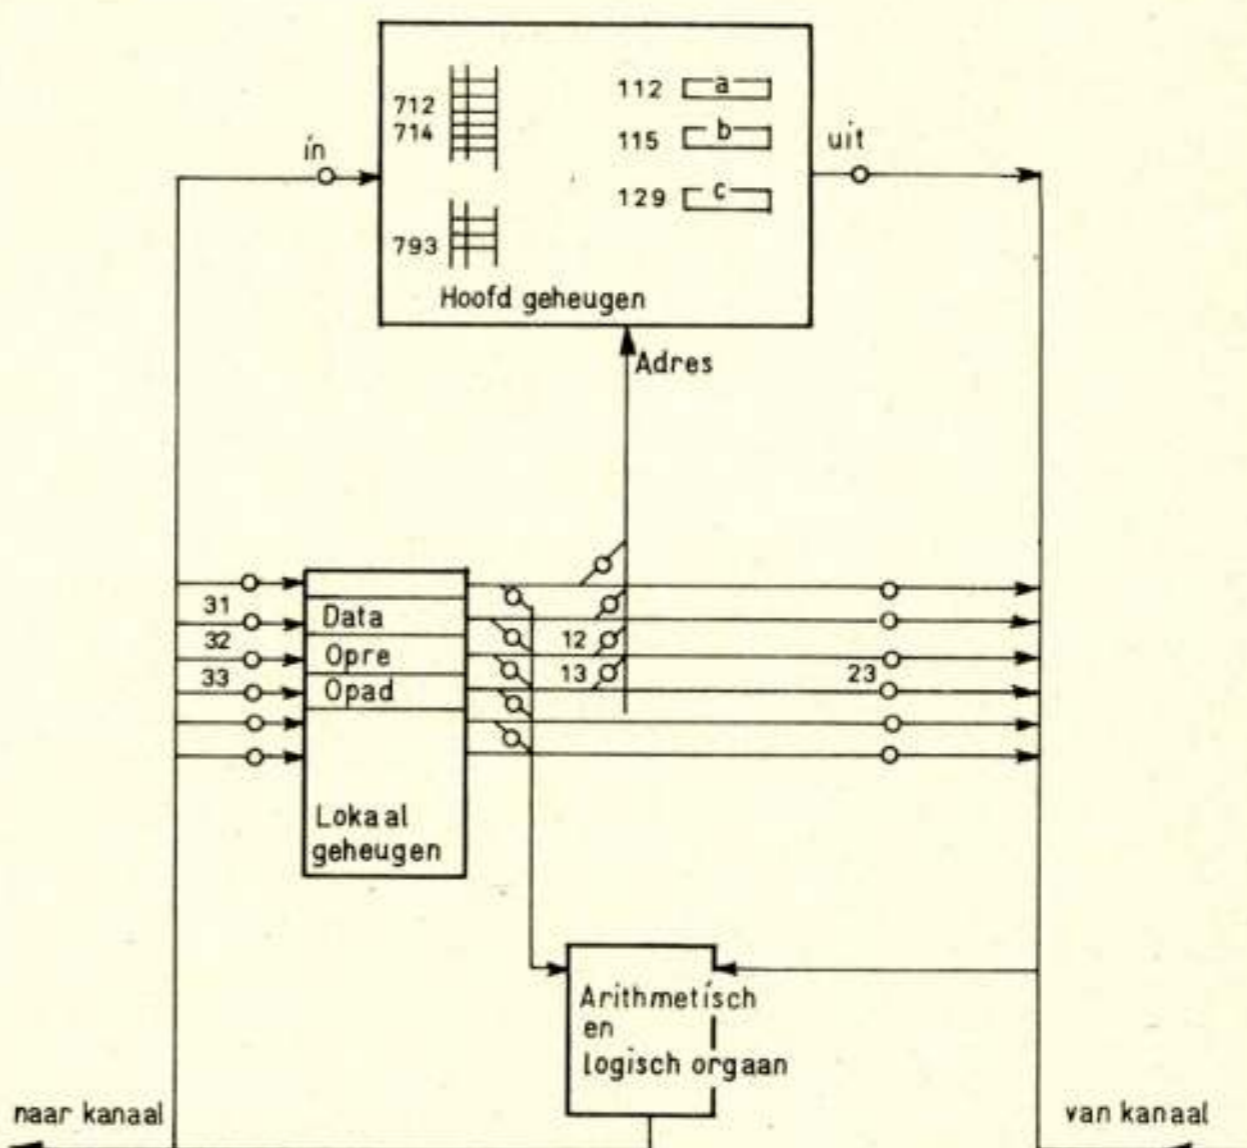 712
714
793
112 a
115 b
129 c
in
uit
Hoofd geheugen
Adres
31
32
33
Data
Opre
Opad
12
13
23
Lokaal
geheugen
Arithmetisch
en
logisch orgaan
naar kanaal
van kanaal